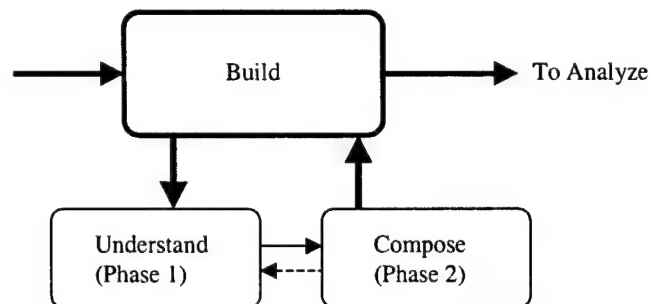 Build
To Analyze
Understand
(Phase 1)
Compose
(Phase 2)